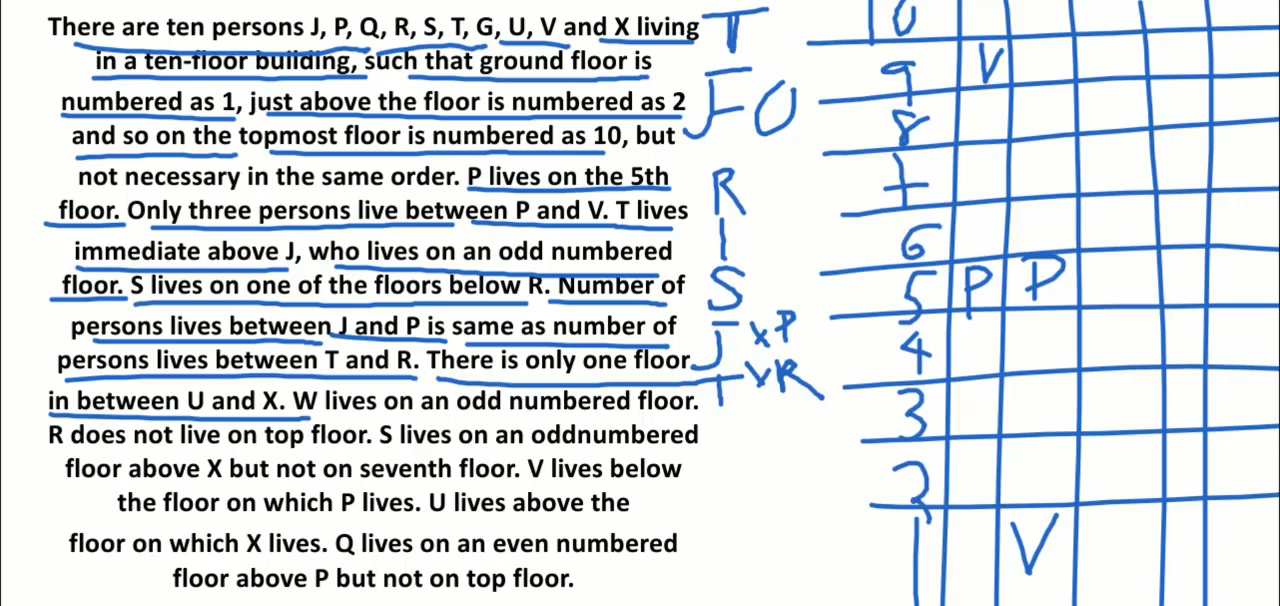 There are ten persons J, P, Q, R, S, T, G, U, V and X living
in a ten-floor building, such that ground floor is
numbered as 1, just above the floor is numbered as 2
and so on the topmost floor is numbered as 10, but
not necessary in the same order. P lives on the 5th
floor. Only three persons live between P and V. T lives
immediate above J, who lives on an odd numbered
floor. S lives on one of the floors below R. Number of
persons lives between J and P is same as number of
persons lives between T and R. There is only one floor
in between U and X. W lives on an odd numbered floor.
R does not live on top floor. S lives on an oddnumbered
floor above X but not on seventh floor. V lives below
the floor on which P lives. U lives above the
floor on which X lives. Q lives on an even numbered
floor above P but not on top floor.
T
J O
R
S
J x P
T x R
10
9 V
8
7
6
5 P P
4
3
2
1 V